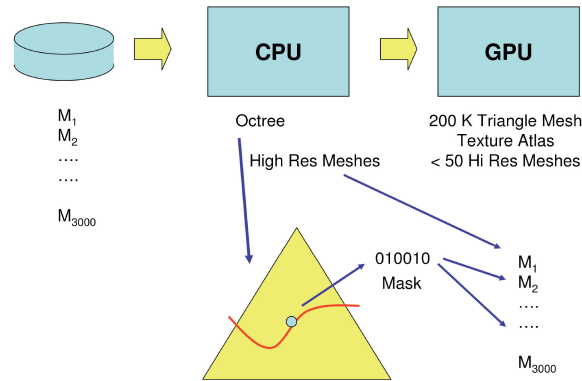 CPU
GPU
M1
M2
....
....
M3000
Octree
High Res Meshes
200 K Triangle Mesh
Texture Atlas
< 50 Hi Res Meshes
010010
Mask
M1
M2
....
....
M3000